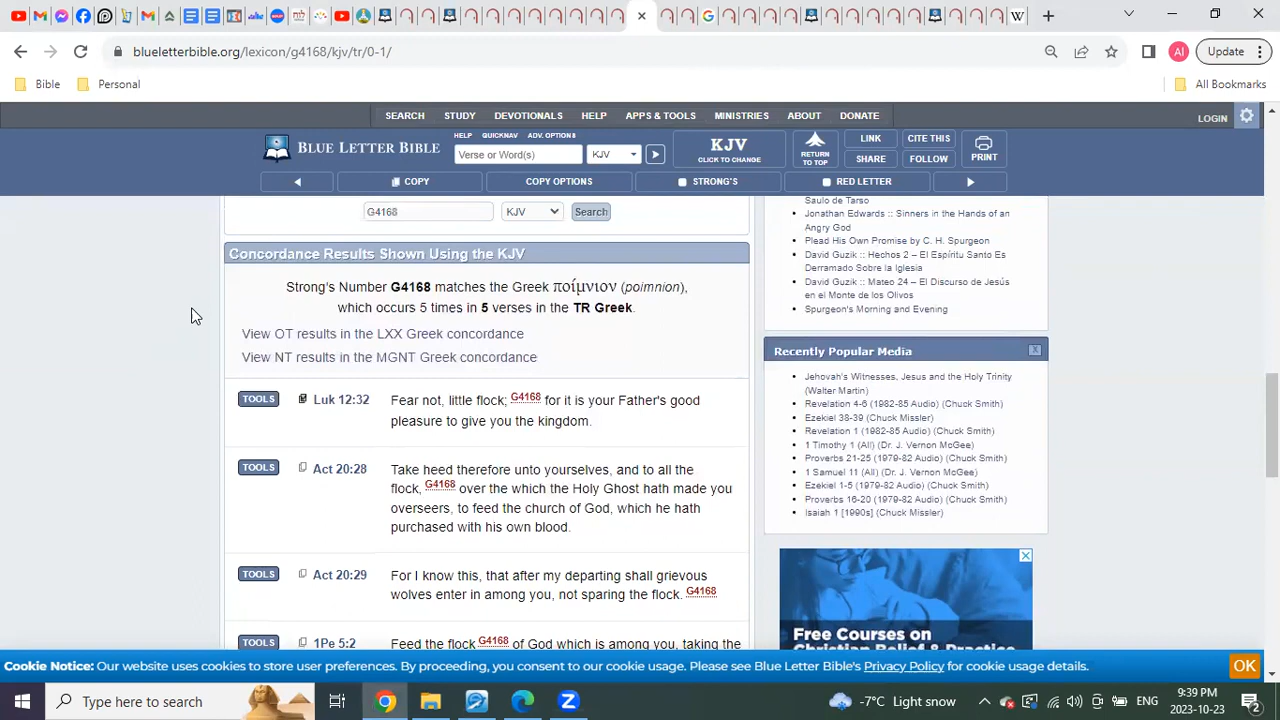 blueletterbible.org/lexicon/g4168/kjv/tr/0-1/
Update
Bible
Personal
All Bookmarks
SEARCH STUDY DEVOTIONALS HELP APPS & TOOLS MINISTRIES ABOUT DONATE
LOGIN
BLUE LETTER BIBLE
HELP QUICKNAV ADV. OPTIONS
Verse or Word(s)
KJV
KJV
CLICK TO CHANGE
RETURN
TO TOP
LINK
CITE THIS
SHARE
FOLLOW
PRINT
COPY
COPY OPTIONS
STRONG'S
RED LETTER
G4168
KJV
Search
Concordance Results Shown Using the KJV
Strong's Number G4168 matches the Greek ποίμνιον (poimnion),
which occurs 5 times in 5 verses in the TR Greek.
View OT results in the LXX Greek concordance
View NT results in the MGNT Greek concordance
TOOLS
Luk 12:32
Fear not, little flock; G4168 for it is your Father's good
pleasure to give you the kingdom.
TOOLS
Act 20:28
Take heed therefore unto yourselves, and to all the
flock, G4168 over the which the Holy Ghost hath made you
overseers, to feed the church of God, which he hath
purchased with his own blood.
TOOLS
Act 20:29
For I know this, that after my departing shall grievous
wolves enter in among you, not sparing the flock. G4168
TOOLS
1Pe 5:2
Feed the flock G4168 of God which is among you, taking the
Saulo de Tarso
Jonathan Edwards :: Sinners in the Hands of an
Angry God
Plead His Own Promise by C. H. Spurgeon
David Guzik :: Hechos 2 – El Espíritu Santo Es
Derramado Sobre la Iglesia
David Guzik :: Mateo 24 – El Discurso de Jesús
en el Monte de los Olivos
Spurgeon's Morning and Evening
Recently Popular Media
Jehovah's Witnesses, Jesus and the Holy Trinity
(Walter Martin)
Revelation 4-6 (1982-85 Audio) (Chuck Smith)
Ezekiel 38-39 (Chuck Missler)
Revelation 1 (1982-85 Audio) (Chuck Smith)
1 Timothy 1 (All) (Dr. J. Vernon McGee)
Proverbs 21-25 (1979-82 Audio) (Chuck Smith)
1 Samuel 11 (All) (Dr. J. Vernon McGee)
Ezekiel 1-5 (1979-82 Audio) (Chuck Smith)
Proverbs 16-20 (1979-82 Audio) (Chuck Smith)
Isaiah 1 [1990s] (Chuck Missler)
Free Courses on
Cookie Notice: Our website uses cookies to store user preferences. By proceeding, you consent to our cookie usage. Please see Blue Letter Bible's Privacy Policy for cookie usage details.
OK
Type here to search
-7°C Light snow
ENG
9:39 PM
2023-10-23
2